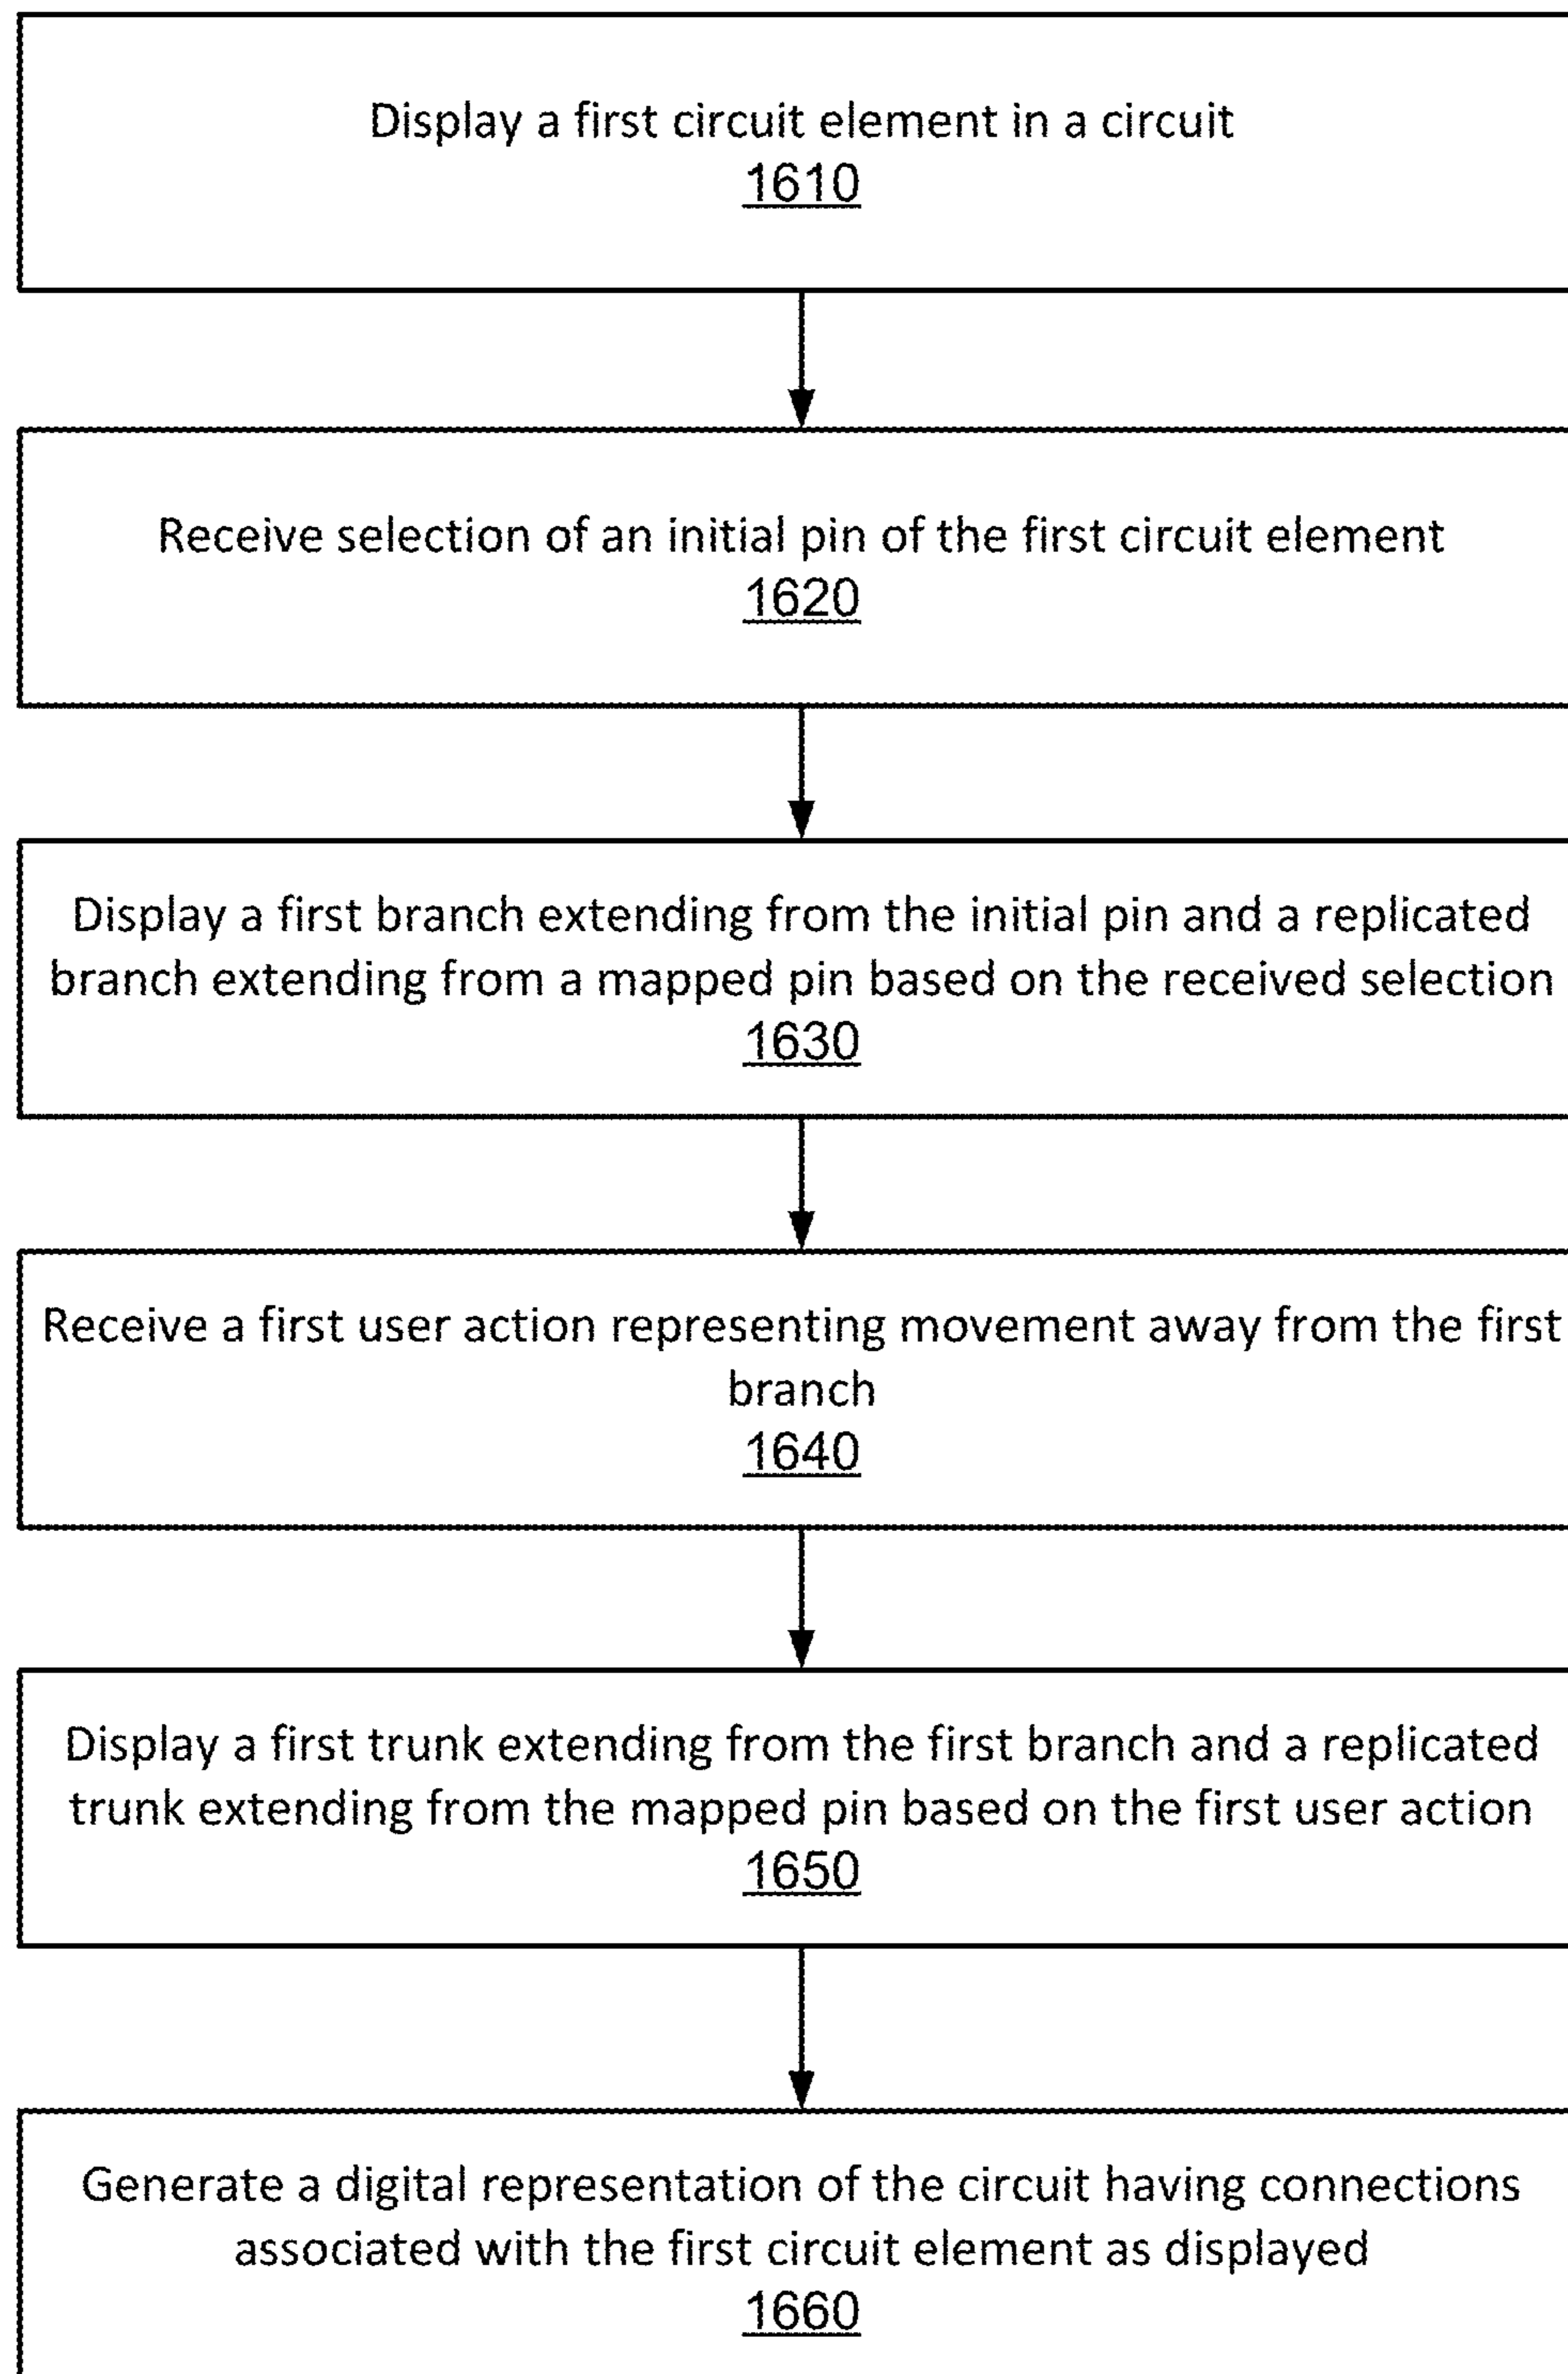 Display a first circuit element in a circuit
1610
Receive selection of an initial pin of the first circuit element
1620
Display a first branch extending from the initial pin and a replicated
branch extending from a mapped pin based on the received selection
1630
Receive a first user action representing movement away from the first
branch
1640
Display a first trunk extending from the first branch and a replicated
trunk extending from the mapped pin based on the first user action
1650
Generate a digital representation of the circuit having connections
associated with the first circuit element as displayed
1660